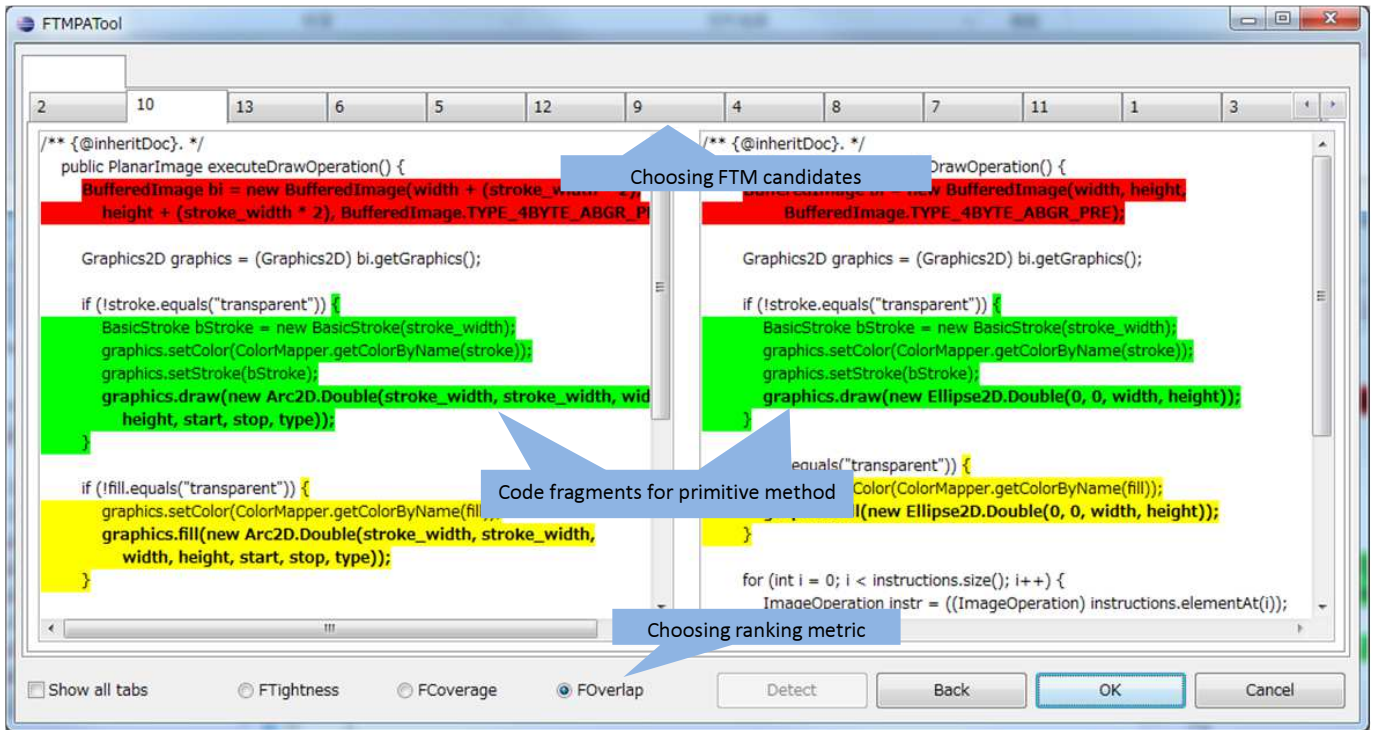 FTMPATool
2 10 13 6 5 12 9 4 8 7 11 1 3
/** {@inheritDoc}. */
public PlanarImage executeDrawOperation() {
BufferedImage bi = new BufferedImage(width + (stroke_width * 2),
height + (stroke_width * 2), BufferedImage.TYPE_4BYTE_ABGR_PR
Graphics2D graphics = (Graphics2D) bi.getGraphics();
if (!stroke.equals("transparent")) {
BasicStroke bStroke = new BasicStroke(stroke_width);
graphics.setColor(ColorMapper.getColorByName(stroke));
graphics.setStroke(bStroke);
graphics.draw(new Arc2D.Double(stroke_width, stroke_width, wid
height, start, stop, type));
}
if (!fill.equals("transparent")) {
graphics.setColor(ColorMapper.getColorByName(fill));
graphics.fill(new Arc2D.Double(stroke_width, stroke_width,
width, height, start, stop, type));
}
/** {@inheritDoc}. */
DrawOperation() {
BufferedImage bi = new BufferedImage(width, height,
BufferedImage.TYPE_4BYTE_ABGR_PRE);
Graphics2D graphics = (Graphics2D) bi.getGraphics();
if (!stroke.equals("transparent")) {
BasicStroke bStroke = new BasicStroke(stroke_width);
graphics.setColor(ColorMapper.getColorByName(stroke));
graphics.setStroke(bStroke);
graphics.draw(new Ellipse2D.Double(0, 0, width, height));
}
equals("transparent")) {
Color(ColorMapper.getColorByName(fill));
ll(new Ellipse2D.Double(0, 0, width, height));
}
for (int i = 0; i < instructions.size(); i++) {
ImageOperation instr = ((ImageOperation) instructions.elementAt(i));
Choosing FTM candidates
Code fragments for primitive method
Choosing ranking metric
Show all tabs FTightness FCoverage FOverlap Detect Back OK Cancel